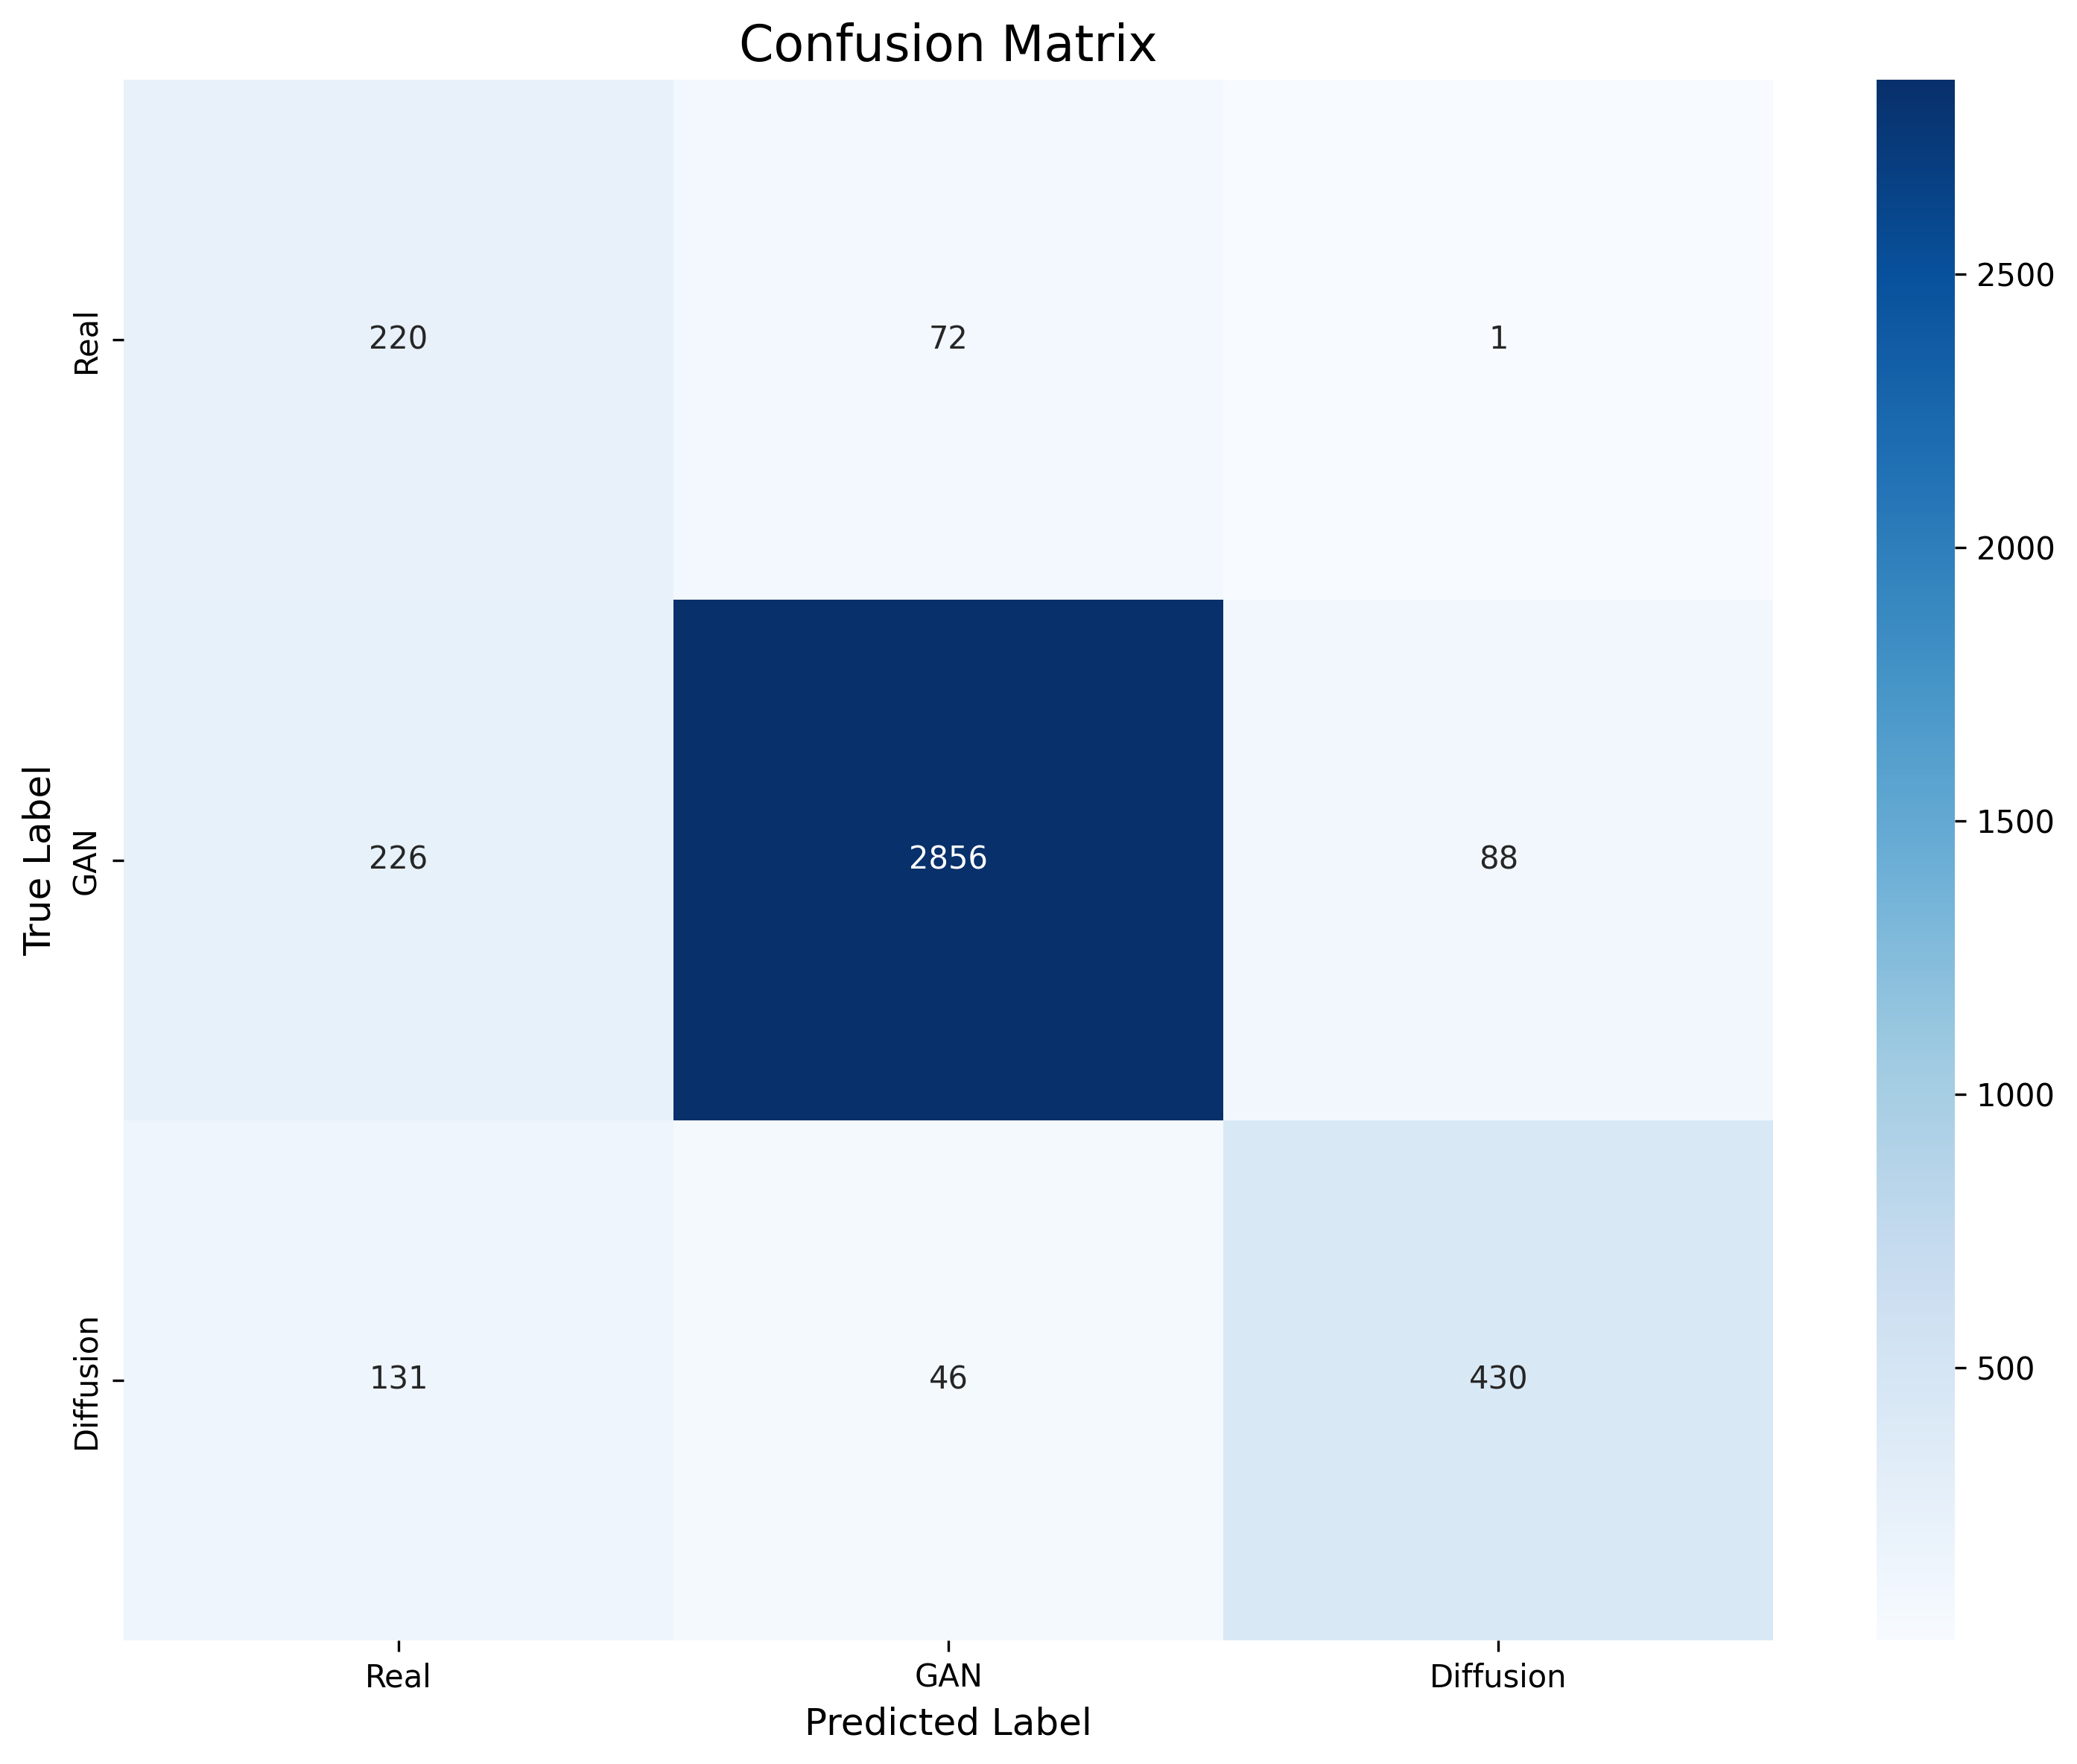 Confusion Matrix
True Label
Real
220
72
1
GAN
226
2856
88
Diffusion
131
46
430
Real
GAN
Diffusion
Predicted Label
2500
2000
1500
1000
500